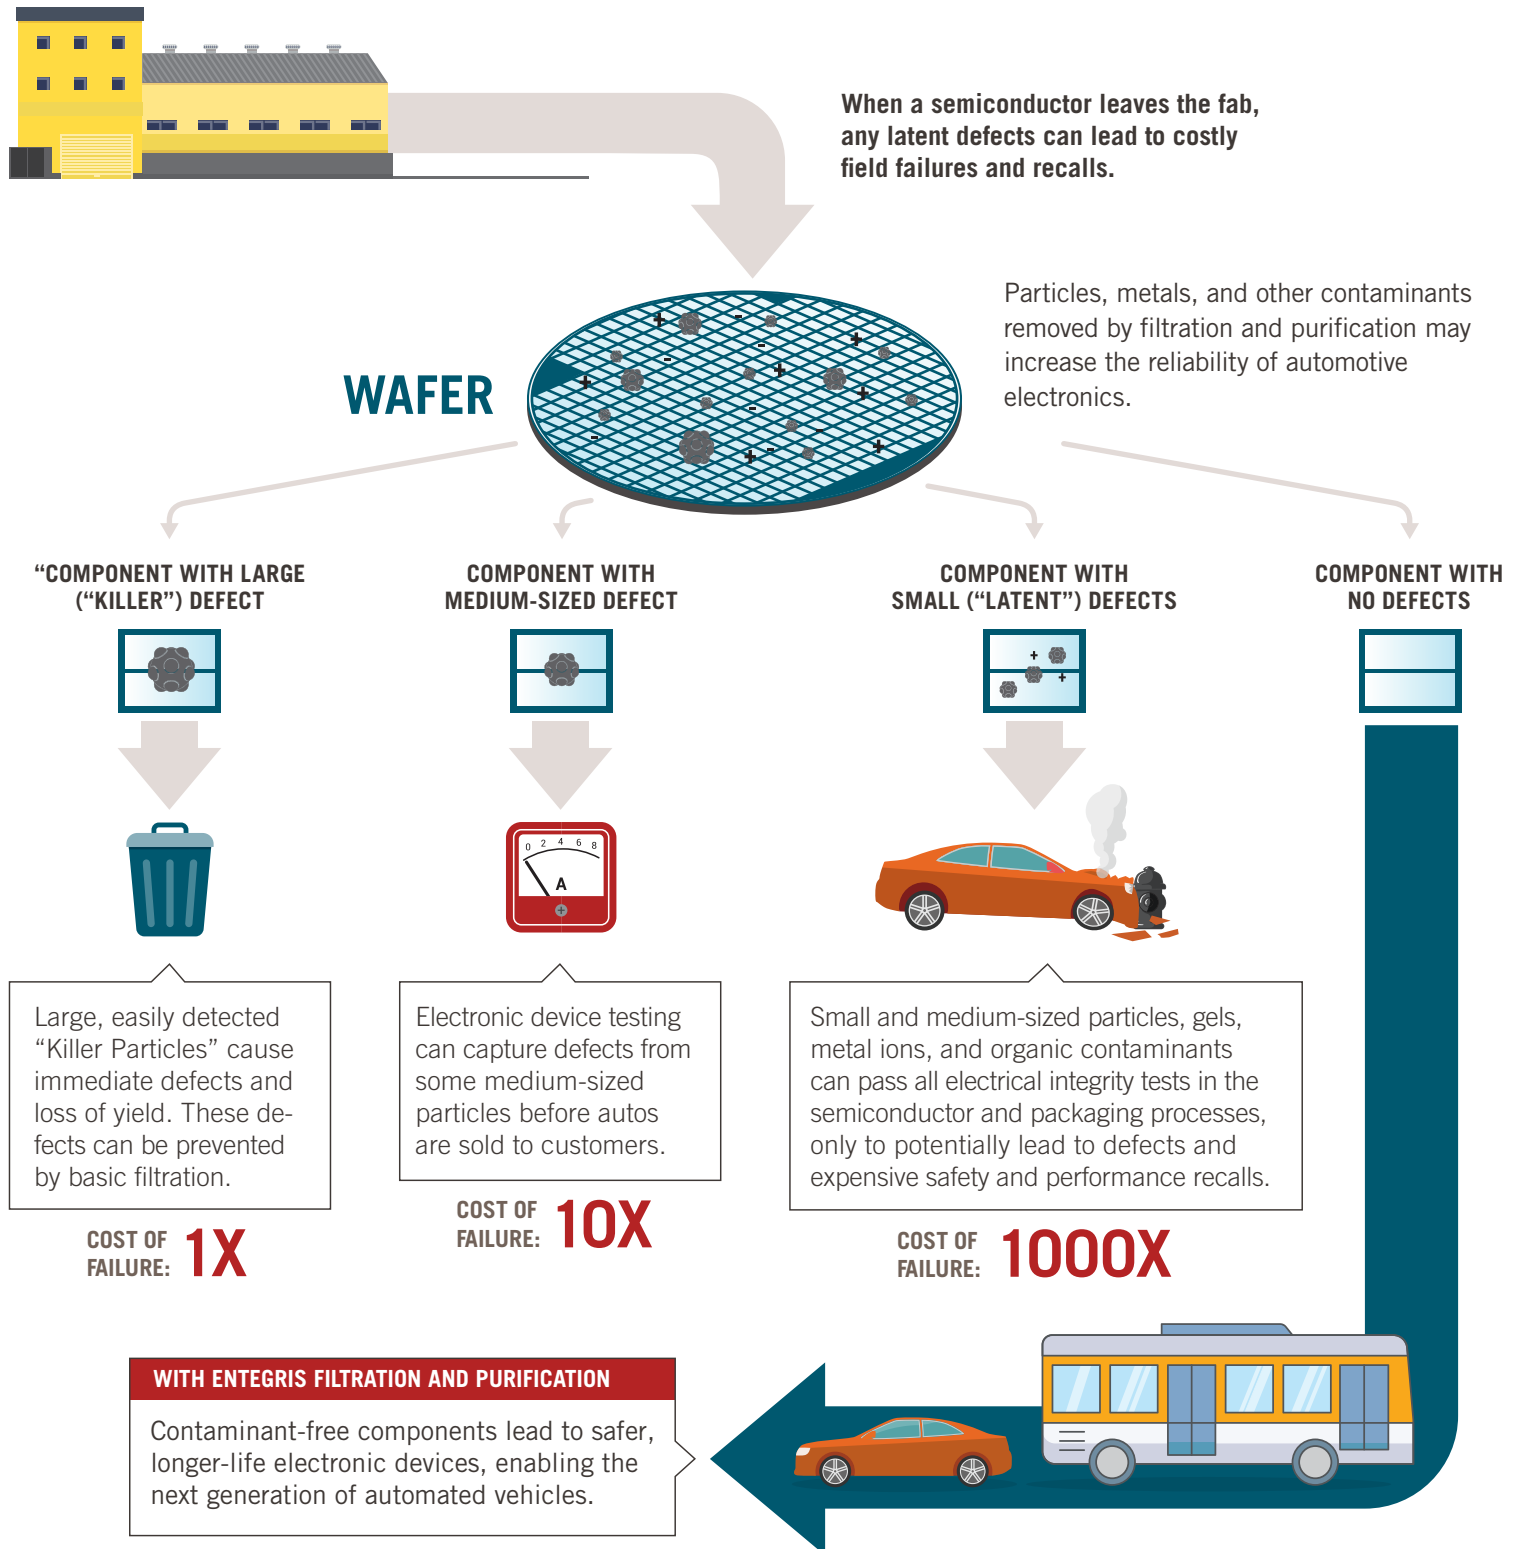 When a semiconductor leaves the fab,
any latent defects can lead to costly
field failures and recalls.
Particles, metals, and other contaminants
removed by filtration and purification may
increase the reliability of automotive
electronics.
WAFER
“COMPONENT WITH LARGE
(“KILLER”) DEFECT
COMPONENT WITH
MEDIUM-SIZED DEFECT
COMPONENT WITH
SMALL (“LATENT”) DEFECTS
COMPONENT WITH
NO DEFECTS
0 2 4 6 8
A
Large, easily detected
“Killer Particles” cause
immediate defects and
loss of yield. These de-
fects can be prevented
by basic filtration.
COST OF
FAILURE: 1X
Electronic device testing
can capture defects from
some medium-sized
particles before autos
are sold to customers.
COST OF
FAILURE: 10X
Small and medium-sized particles, gels,
metal ions, and organic contaminants
can pass all electrical integrity tests in the
semiconductor and packaging processes,
only to potentially lead to defects and
expensive safety and performance recalls.
COST OF
FAILURE: 1000X
WITH ENTEGRIS FILTRATION AND PURIFICATION
Contaminant-free components lead to safer,
longer-life electronic devices, enabling the
next generation of automated vehicles.